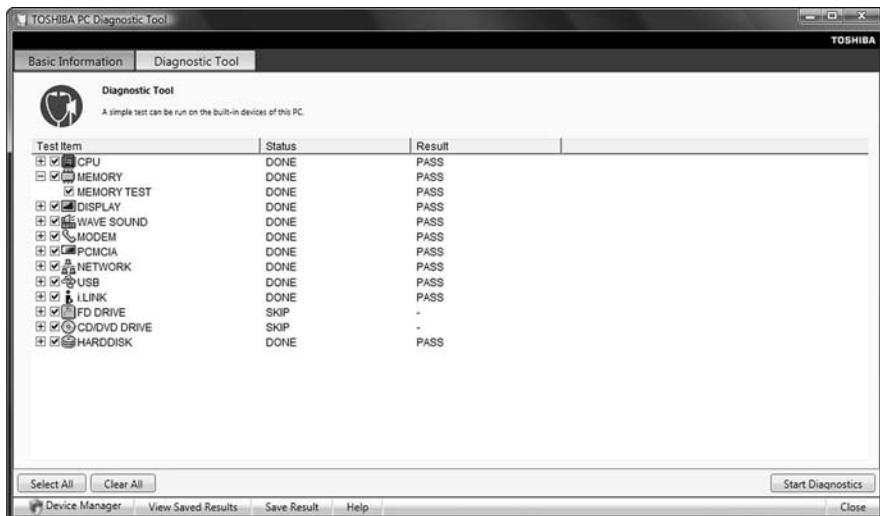 TOSHIBA PC Diagnostic Tool
TOSHIBA
Basic Information Diagnostic Tool
Diagnostic Tool
A simple test can be run on the built-in devices of this PC.
Test Item Status Result
CPU DONE PASS
MEMORY DONE PASS
MEMORY TEST DONE PASS
DISPLAY DONE PASS
WAVE SOUND DONE PASS
MODEM DONE PASS
PCMCIA DONE PASS
NETWORK DONE PASS
USB DONE PASS
i.LINK DONE PASS
FD DRIVE SKIP -
CD/DVD DRIVE SKIP -
HARDDISK DONE PASS
Select All Clear All Start Diagnostics
Device Manager View Saved Results Save Result Help Close